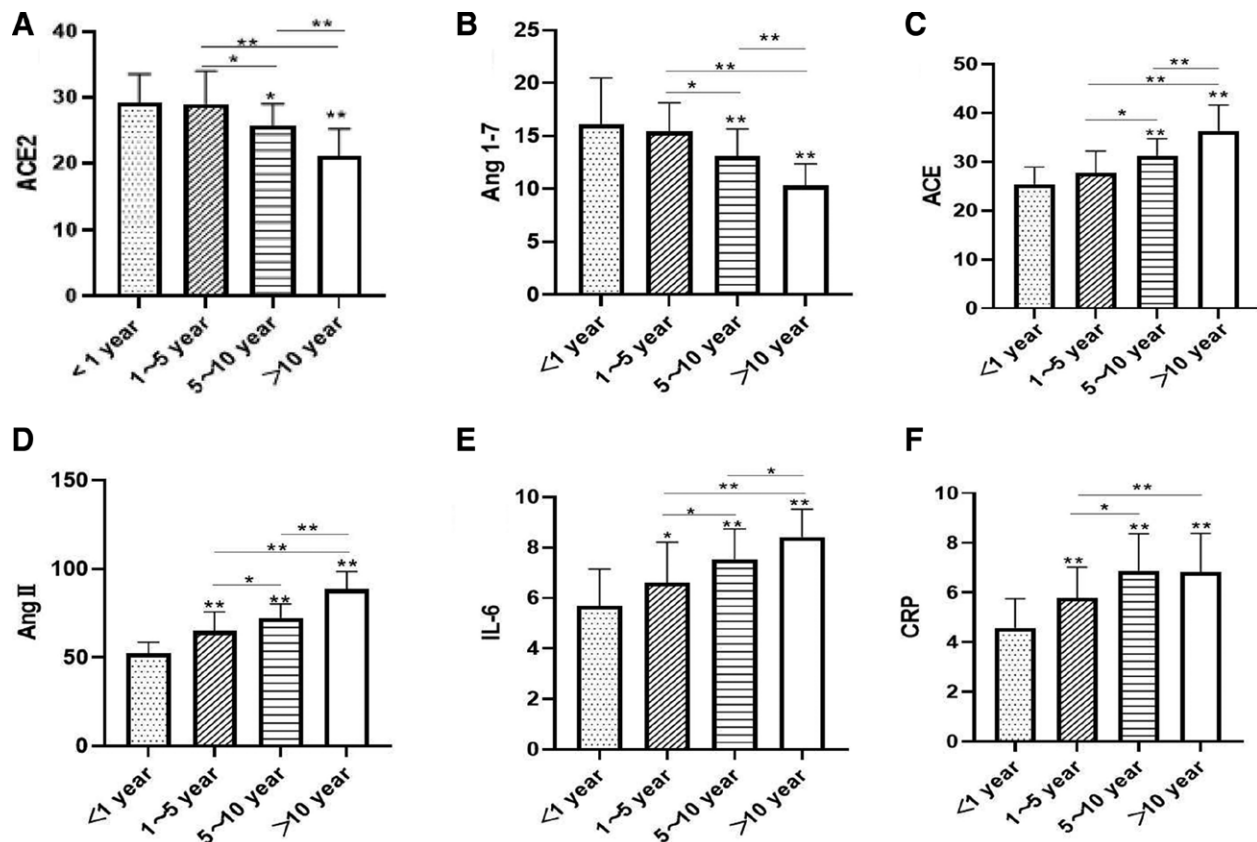 A
ACE2
40
30
20
10
0
**
**
*
*
**
< 1 year
1~5 year
5~10 year
>10 year
B
Ang 1-7
25
20
15
10
5
0
**
**
*
**
**
<1 year
1~5 year
5~10 year
>10 year
C
ACE
50
40
30
20
10
0
**
**
*
**
**
<1 year
1~5 year
5~10 year
>10 year
D
Ang II
150
100
50
0
**
**
*
**
**
**
<1 year
1~5 year
5~10 year
>10 year
E
IL-6
10
8
6
4
2
0
*
**
*
*
**
**
<1 year
1~5 year
5~10 year
>10 year
F
CRP
10
8
6
4
2
0
**
*
**
**
**
<1 year
1~5 year
5~10 year
>10 year